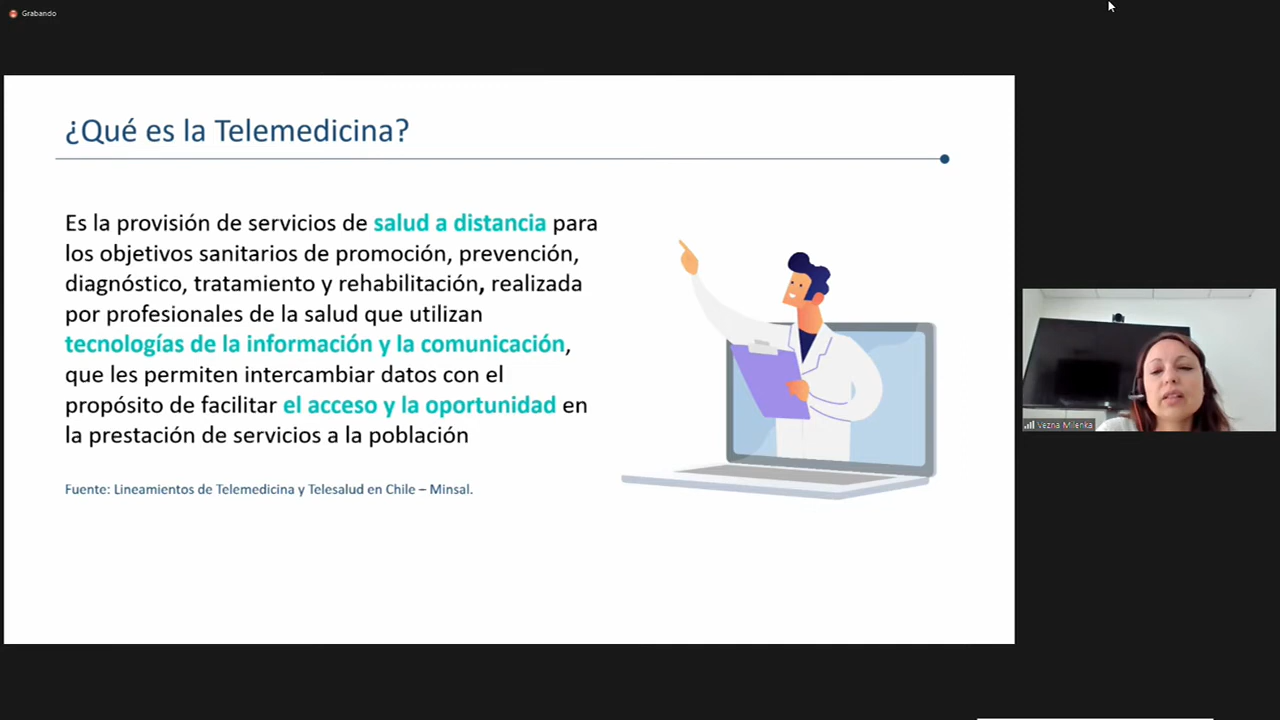 Grabando
¿Qué es la Telemedicina?
Es la provisión de servicios de salud a distancia para
los objetivos sanitarios de promoción, prevención,
diagnóstico, tratamiento y rehabilitación, realizada
por profesionales de la salud que utilizan
tecnologías de la información y la comunicación,
que les permiten intercambiar datos con el
propósito de facilitar el acceso y la oportunidad en
la prestación de servicios a la población
Fuente: Lineamientos de Telemedicina y Telesalud en Chile – Minsal.
Vezna Milenka